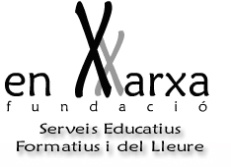 en Xarxa
fundació
Serveis Educatius
Formatius i del Lleure